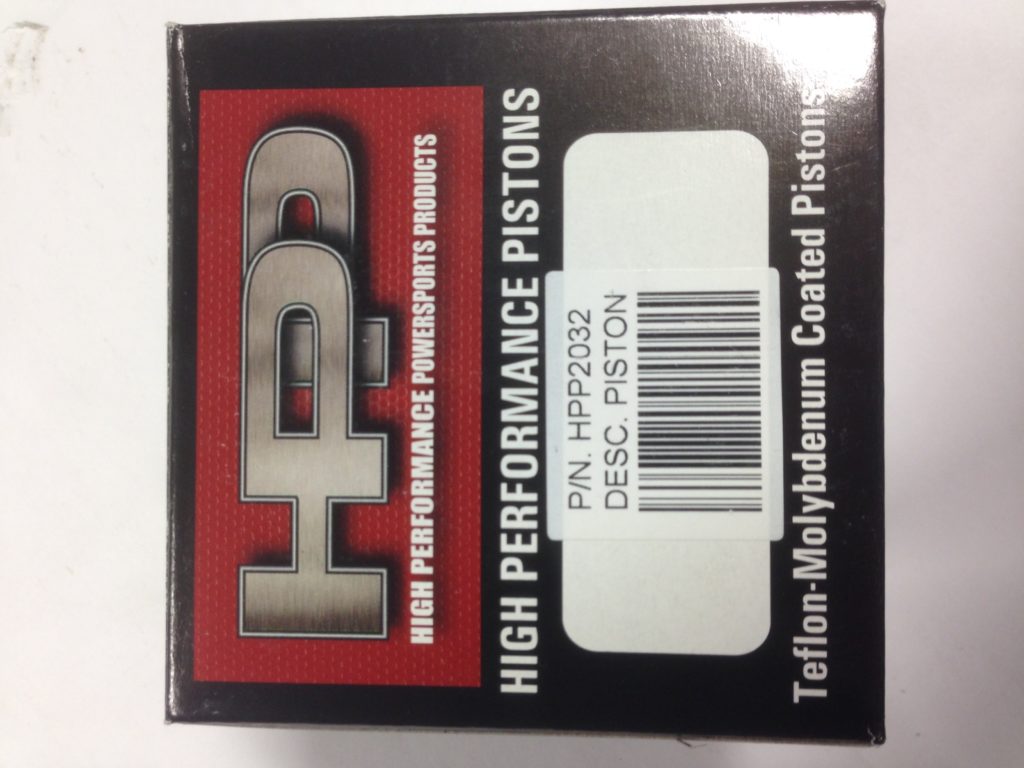 HPP
HIGH PERFORMANCE POWERSPORTS PRODUCTS
HIGH PERFORMANCE PISTONS
P/N. HPP2032
DESC. PISTON
Teflon-Molybdenum Coated Pistons